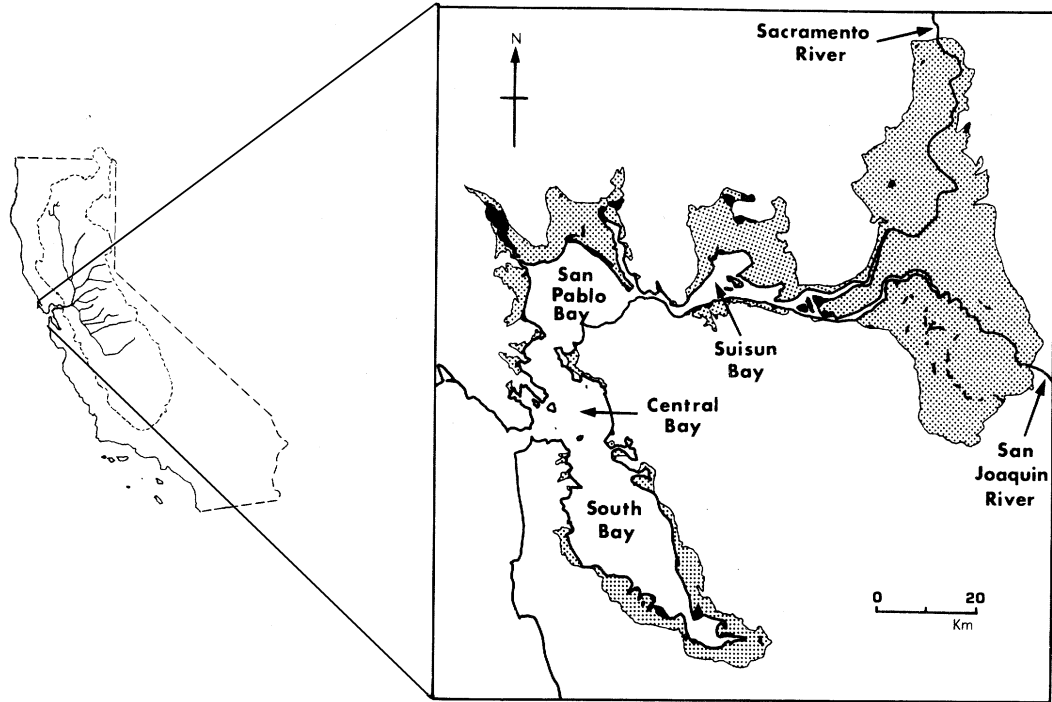 Sacramento
River
N
San
Pablo
Bay
Suisun
Bay
Central
Bay
San
Joaquin
River
South
Bay
0 20
Km